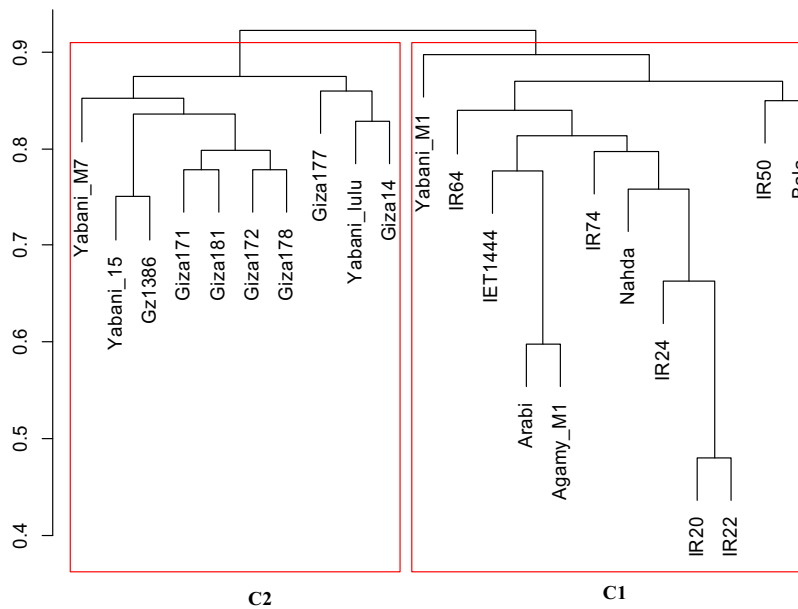 0.9
0.8
0.7
0.6
0.5
0.4
Yabani_M7
Yabani_15
Gz1386
Giza171
Giza181
Giza172
Giza178
Giza177
Yabani_lulu
Giza14
Yabani_M1
IR64
IET1444
Arabi
Agamy_M1
IR74
Nahda
IR24
IR20
IR22
IR50
C2
C1